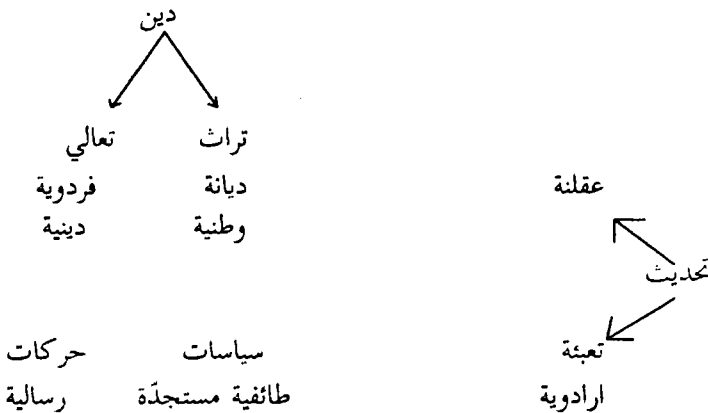 دين
تراث تعالي
عقلنة ديانة فردوية
وطنية دينية
تحديث
تعبئة سياسات حركات
ارادوية طائفية مستجدّة رسالية